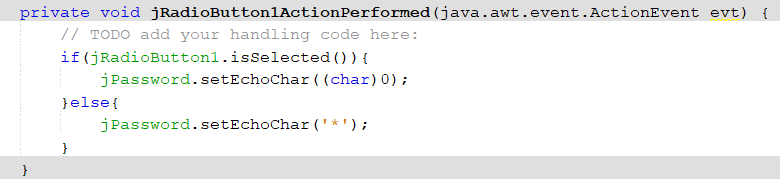 private void jRadioButton1ActionPerformed(java.awt.event.ActionEvent evt) {
// TODO add your handling code here:
if(jRadioButton1.isSelected()){
jPassword.setEchoChar((char)0);
}else{
jPassword.setEchoChar('*');
}
}